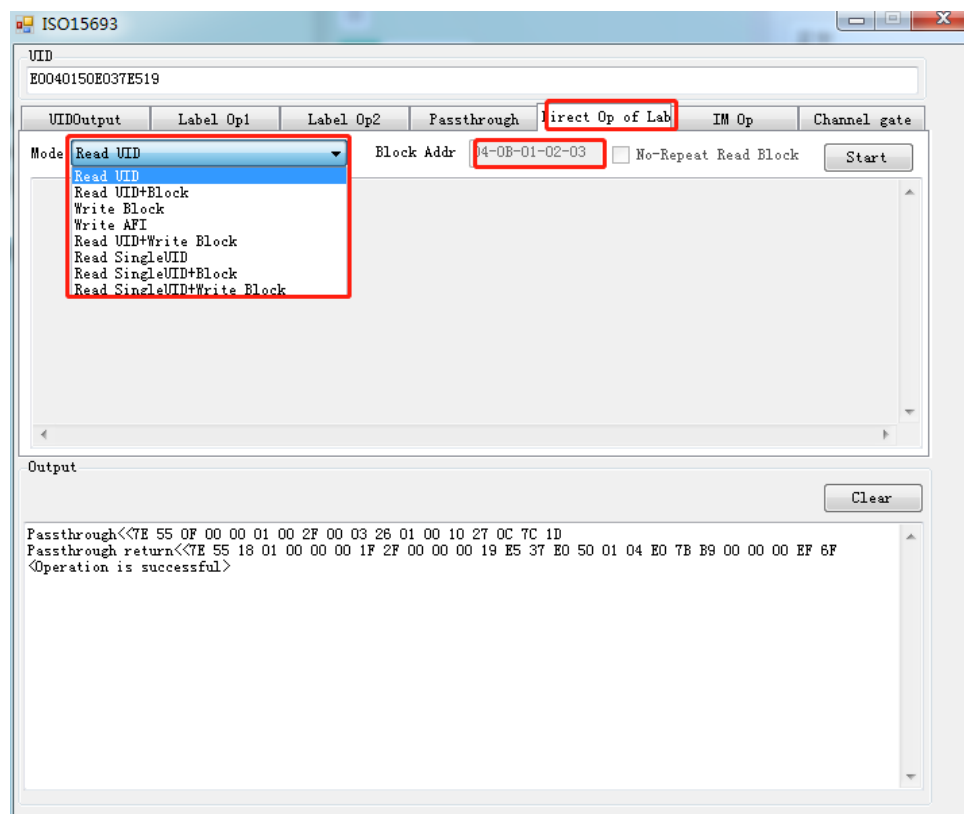 ISO15693
UID
E0040150E037E519
UIDOutput Label Op1 Label Op2 Passthrough Direct Op of Lab IM Op Channel gate
Mode Read UID Block Addr 04-0B-01-02-03 No-Repeat Read Block Start
Read UID
Read UID+Block
Write Block
Write AFI
Read UID+Write Block
Read SingleUID
Read SingleUID+Block
Read SingleUID+Write Block
Output
Clear
Passthrough<<7E 55 0F 00 00 01 00 2F 00 03 26 01 00 10 27 0C 7C 1D
Passthrough return<<7E 55 18 01 00 00 00 1F 2F 00 00 00 19 E5 37 E0 50 01 04 E0 7B B9 00 00 00 EF 6F
<Operation is successful>